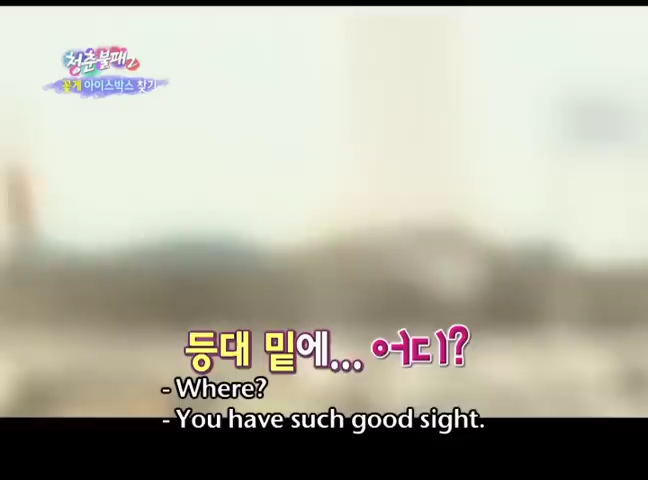 청춘불패2
꽃게 아이스박스 찾기
등대 밑에... 어디?
- Where?
- You have such good sight.